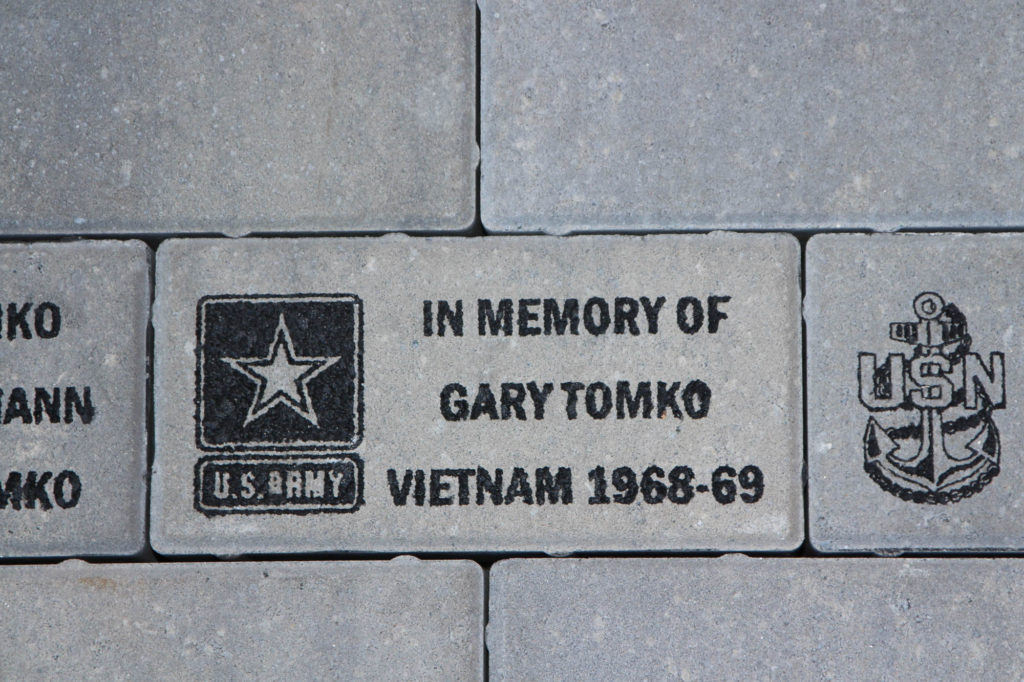 IN MEMORY OF
GARY TOMKO
VIETNAM 1968-69
U.S. ARMY
USN